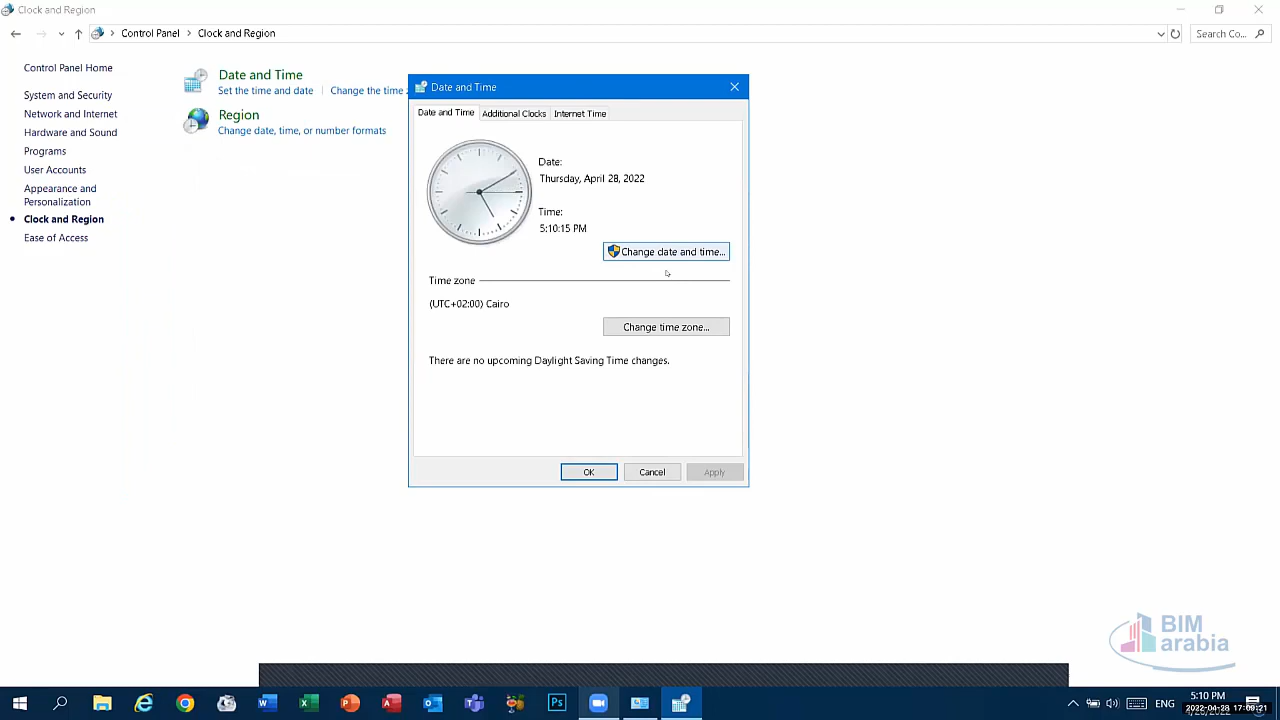 Clock and Region
Control Panel > Clock and Region
Search Co...
Control Panel Home
System and Security
Network and Internet
Hardware and Sound
Programs
User Accounts
Appearance and
Personalization
Clock and Region
Ease of Access
Date and Time
Set the time and date
Change the time
Region
Change date, time, or number formats
Date and Time
Date and Time
Additional Clocks
Internet Time
Date:
Thursday, April 28, 2022
Time:
5:10:15 PM
Change date and time...
Time zone
(UTC+02:00) Cairo
Change time zone...
There are no upcoming Daylight Saving Time changes.
OK
Cancel
Apply
BIM
arabia
W
X
P
A
O
T
Ps
ENG
5:10 PM
2022-04-28 17:09:21